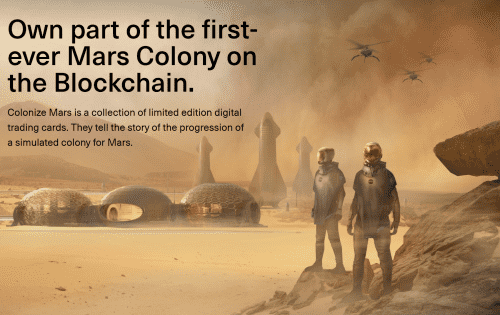 Own part of the first-
ever Mars Colony on
the Blockchain.
Colonize Mars is a collection of limited edition digital
trading cards. They tell the story of the progression of
a simulated colony for Mars.